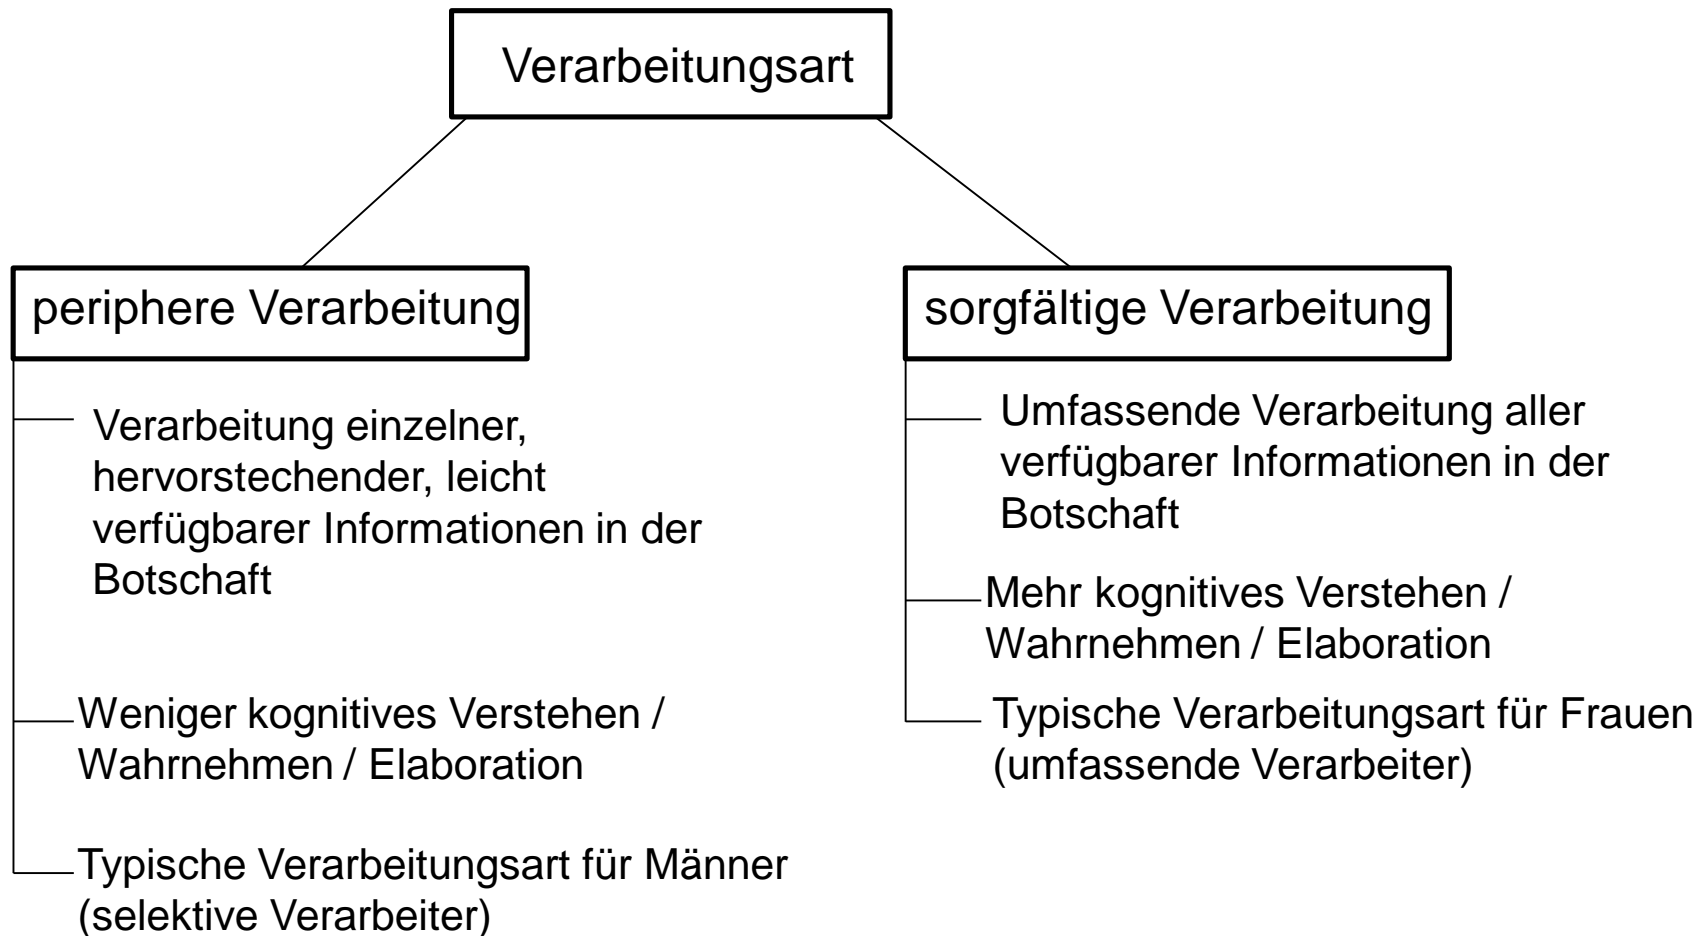 Verarbeitungsart
periphere Verarbeitung
Verarbeitung einzelner,
hervorstechender, leicht
verfügbarer Informationen in der
Botschaft
Weniger kognitives Verstehen /
Wahrnehmen / Elaboration
Typische Verarbeitungsart für Männer
(selektive Verarbeiter)
sorgfältige Verarbeitung
Umfassende Verarbeitung aller
verfügbarer Informationen in der
Botschaft
Mehr kognitives Verstehen /
Wahrnehmen / Elaboration
Typische Verarbeitungsart für Frauen
(umfassende Verarbeiter)